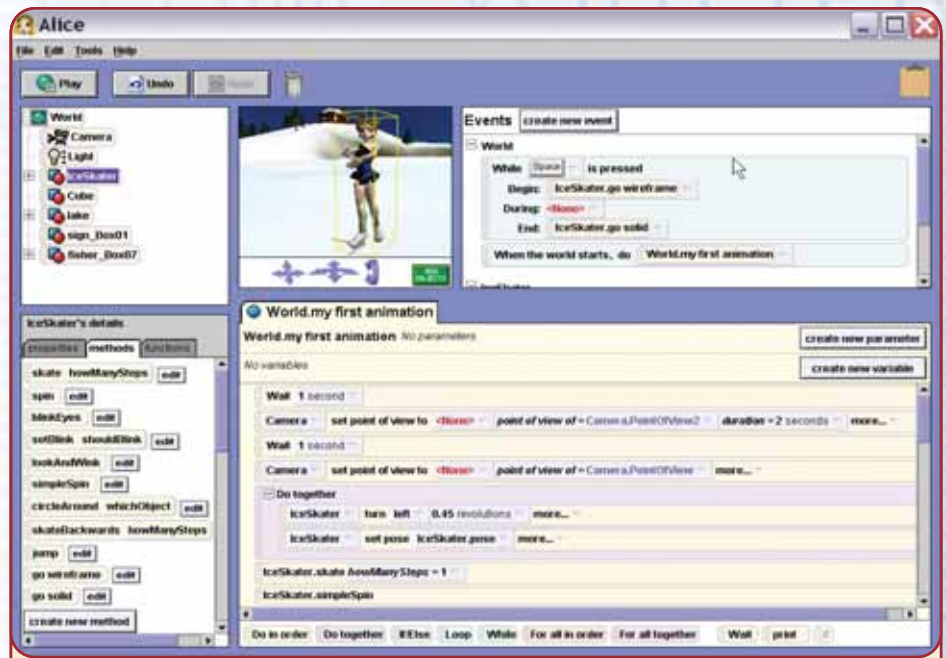 Alice
File Edit Tools Help
Play Undo
World
Camera
Light
IceSkater
Cube
lake
sign_Box01
fisher_Box07
ADD OBJECTS
Events create new event
World
While Space is pressed
Begin: IceSkater.go wireframe
During: <None>
End: IceSkater.go solid
When the world starts, do World.my first animation
IceSkater
IceSkater's details
properties methods functions
skate howManySteps edit
spin edit
blinkEyes edit
setBlink shouldBlink edit
lookAndWink edit
simpleSpin edit
circleAround whichObject edit
skateBackwards howManySteps
jump edit
go wireframe edit
go solid edit
create new method
World.my first animation
World.my first animation No parameters create new parameter
No variables create new variable
Wait 1 second
Camera set point of view to <None> point of view of = Camera.PointOfView2 duration = 2 seconds more...
Wait 1 second
Camera set point of view to <None> point of view of = Camera.PointOfView more...
Do together
IceSkater turn left 0.45 revolutions more...
IceSkater set pose IceSkater.pose more...
IceSkater.skate howManySteps = 1
IceSkater.simpleSpin
Do in order Do together If/Else Loop While For all in order For all together Wait print //